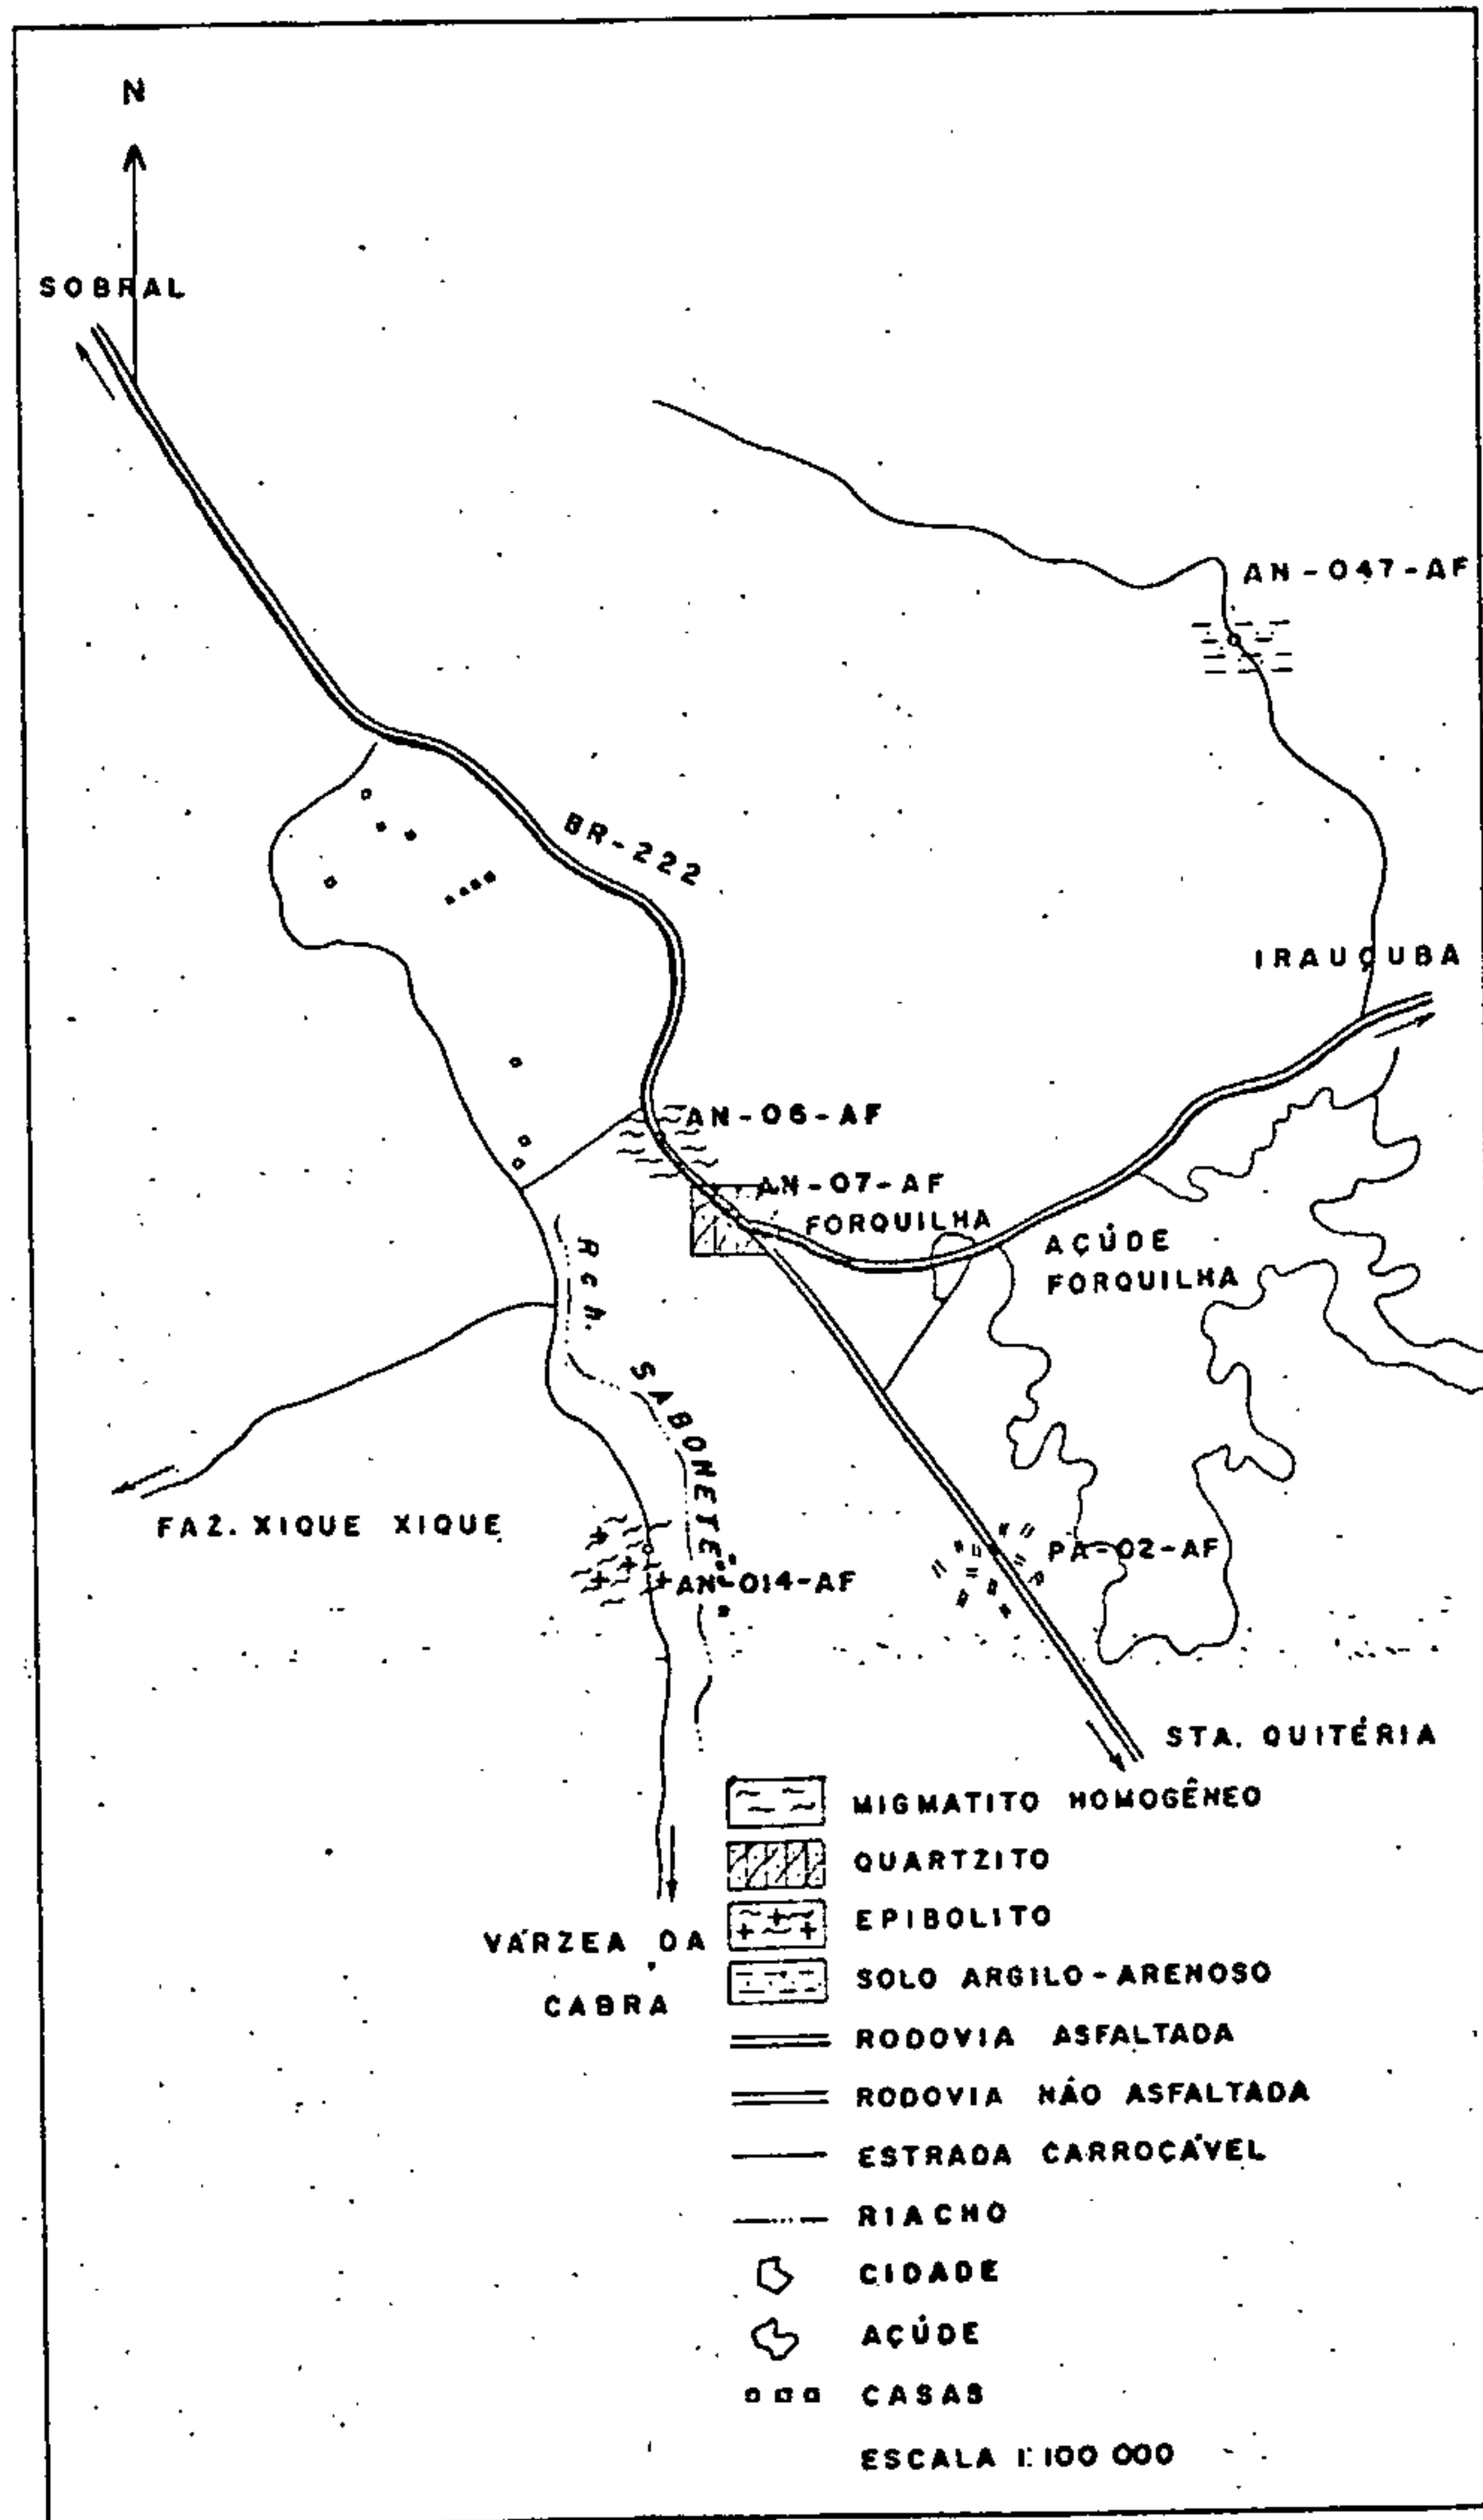 N
SOBRAL
AN-047-AF
BR-222
IRAUÇUBA
AN-06-AF
AN-07-AF
FORQUILHA
AÇÚDE
FORQUILHA
Rch. SABONETE
FAZ. XIQUE XIQUE
PA-02-AF
AN-014-AF
STA. QUITÉRIA
MIGMATITO HOMOGÊNEO
QUARTZITO
EPIBOLITO
VÁRZEA DA
CABRA
SOLO ARGILO-ARENOSO
RODOVIA ASFALTADA
RODOVIA NÃO ASFALTADA
ESTRADA CARROÇÁVEL
RIACHO
CIDADE
AÇÚDE
CASAS
ESCALA 1:100 000